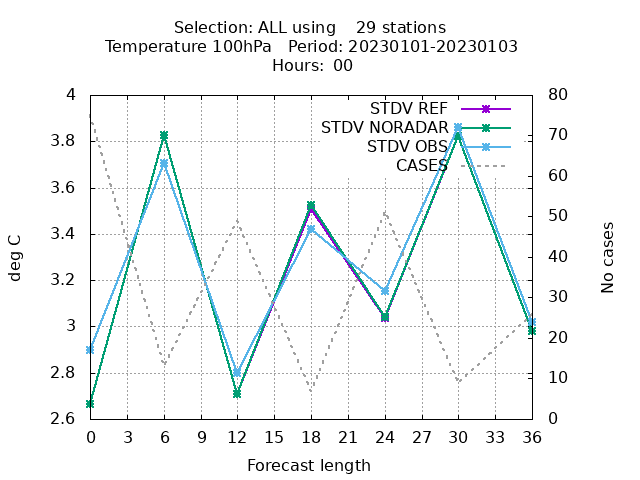 Selection: ALL using    29 stations
Temperature 100hPa   Period: 20230101-20230103
Hours:  00
STDV REF
STDV NORADAR
STDV OBS
CASES
4
3.8
3.6
3.4
3.2
3
2.8
2.6
deg C
80
70
60
50
40
30
20
10
0
No cases
0 3 6 9 12 15 18 21 24 27 30 33 36
Forecast length